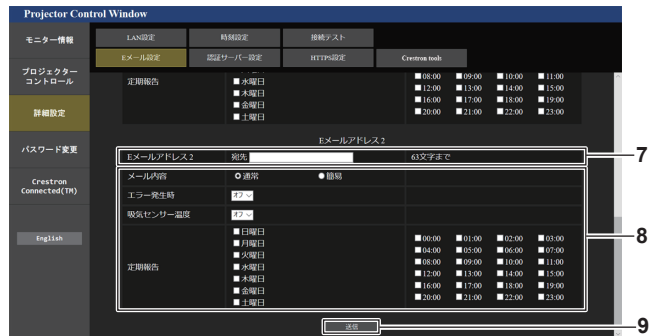 Projector Control Window
モニター情報
プロジェクター
コントロール
詳細設定
パスワード変更
Crestron
Connected(TM)
English
LAN設定 時刻設定 接続テスト
Eメール設定 認証サーバー設定 HTTPS設定 Crestron tools
定期報告
水曜日
木曜日
金曜日
土曜日
08:00 09:00 10:00 11:00
12:00 13:00 14:00 15:00
16:00 17:00 18:00 19:00
20:00 21:00 22:00 23:00
Eメールアドレス 2
Eメールアドレス 2 宛先 63文字まで
7
メール内容 通常 簡易
エラー発生時 オフ
吸気センサー温度 オフ
定期報告
日曜日
月曜日
火曜日
水曜日
木曜日
金曜日
土曜日
00:00 01:00 02:00 03:00
04:00 05:00 06:00 07:00
08:00 09:00 10:00 11:00
12:00 13:00 14:00 15:00
16:00 17:00 18:00 19:00
20:00 21:00 22:00 23:00
8
送信
9